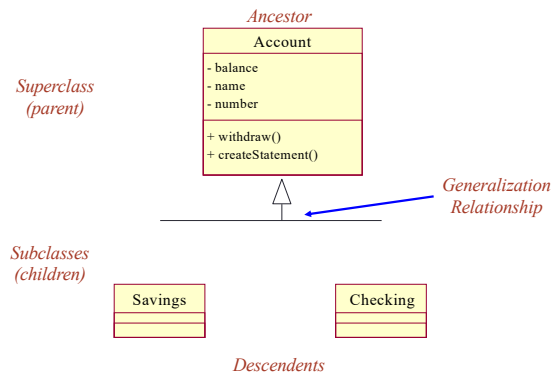 Ancestor
Account
Superclass
(parent)
- balance
- name
- number
+ withdraw()
+ createStatement()
Generalization
Relationship
Subclasses
(children)
Savings
Checking
Descendents